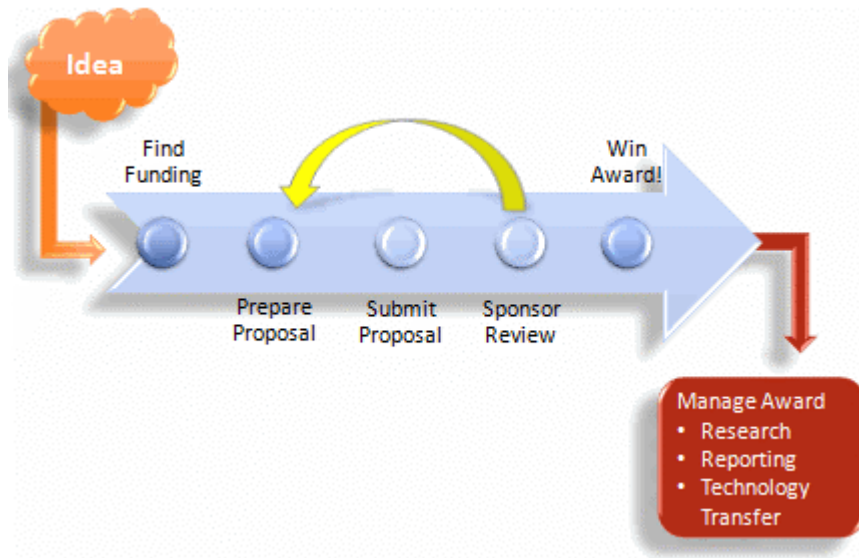 Idea
Find
Funding
Win
Award!
Prepare
Proposal
Submit
Proposal
Sponsor
Review
Manage Award
• Research
• Reporting
• Technology
Transfer